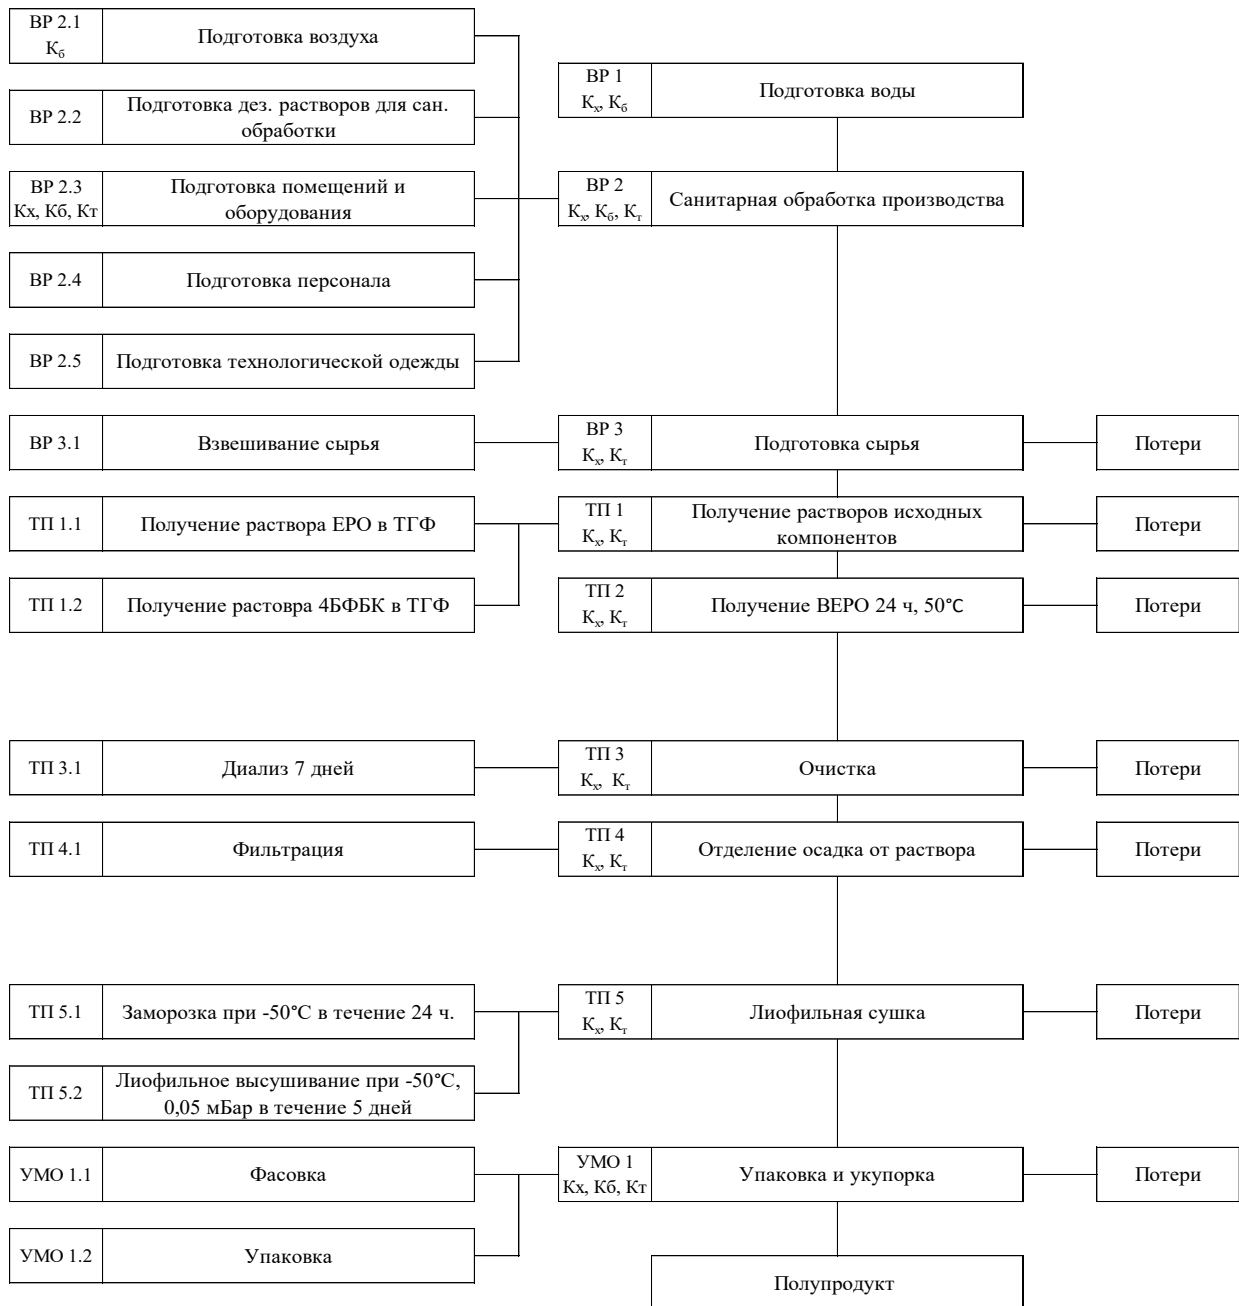 ВР 2.1
Кб
Подготовка воздуха
ВР 1
Кх, Кб
Подготовка воды
ВР 2.2
Подготовка дез. растворов для сан.
обработки
ВР 2.3
Кх, Кб, Кт
Подготовка помещений и
оборудования
ВР 2
Кх, Кб, Кт
Санитарная обработка производства
ВР 2.4
Подготовка персонала
ВР 2.5
Подготовка технологической одежды
ВР 3.1
Взвешивание сырья
ВР 3
Кх, Кт
Подготовка сырья
Потери
ТП 1.1
Получение раствора ЕРО в ТГФ
ТП 1
Кх, Кт
Получение растворов исходных
компонентов
Потери
ТП 1.2
Получение растовра 4БФБК в ТГФ
ТП 2
Кх, Кт
Получение ВЕРО 24 ч, 50°С
Потери
ТП 3.1
Диализ 7 дней
ТП 3
Кх, Кт
Очистка
Потери
ТП 4.1
Фильтрация
ТП 4
Кх, Кт
Отделение осадка от раствора
Потери
ТП 5.1
Заморозка при -50°С в течение 24 ч.
ТП 5
Кх, Кт
Лиофильная сушка
Потери
ТП 5.2
Лиофильное высушивание при -50°С,
0,05 мБар в течение 5 дней
УМО 1.1
Фасовка
УМО 1
Кх, Кб, Кт
Упаковка и укупорка
Потери
УМО 1.2
Упаковка
Полупродукт